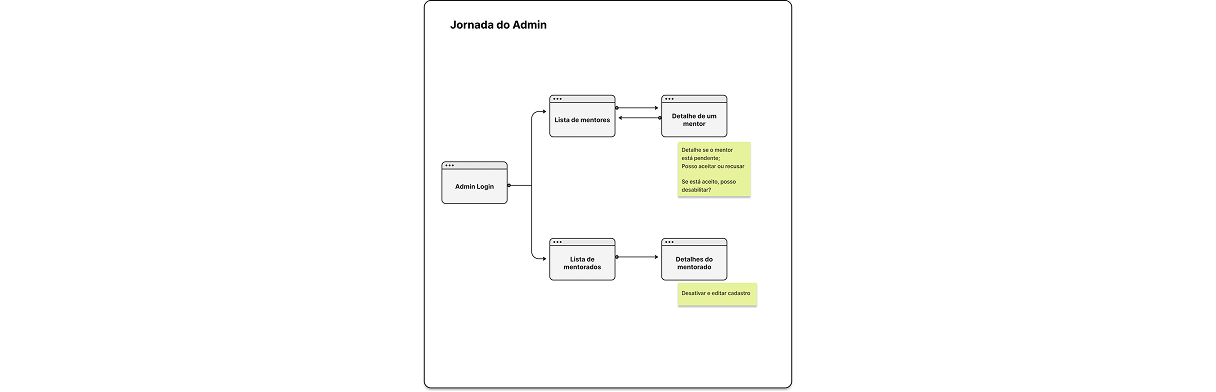 Jornada do Admin
Lista de mentores
Detalhe de um
mentor
Detalhe se o mentor
está pendente;
Posso aceitar ou recusar
Se está aceito, posso
desabilitar?
Admin Login
Lista de
mentorados
Detalhes do
mentorado
Desativar e editar cadastro